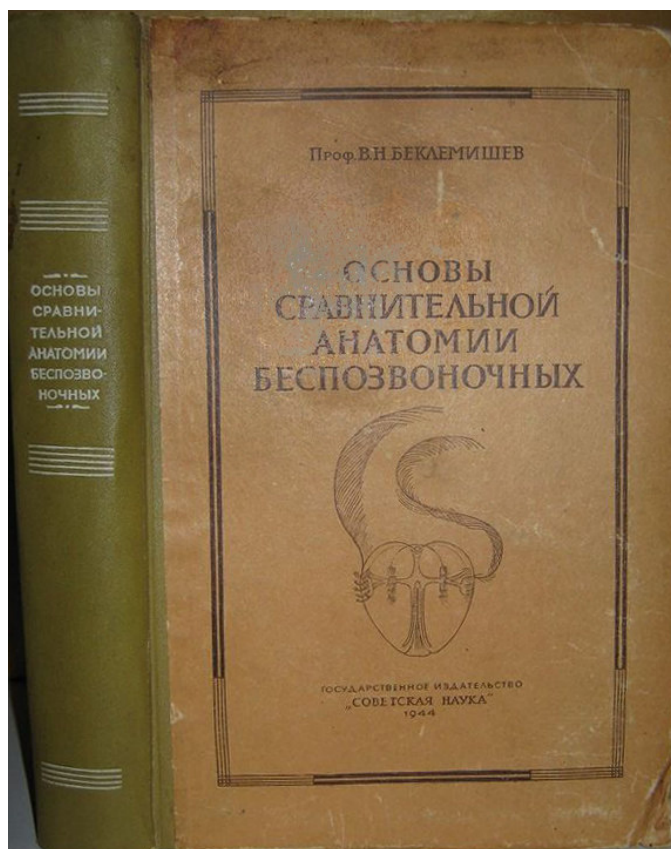 ОСНОВЫ
СРАВНИ-
ТЕЛЬНОЙ
АНАТОМИИ
БЕСПОЗВО-
НОЧНЫХ
Проф. В. Н. БЕКЛЕМИШЕВ
ОСНОВЫ
СРАВНИТЕЛЬНОЙ
АНАТОМИИ
БЕСПОЗВОНОЧНЫХ
ГОСУДАРСТВЕННОЕ ИЗДАТЕЛЬСТВО
„СОВЕТСКАЯ НАУКА"
1944